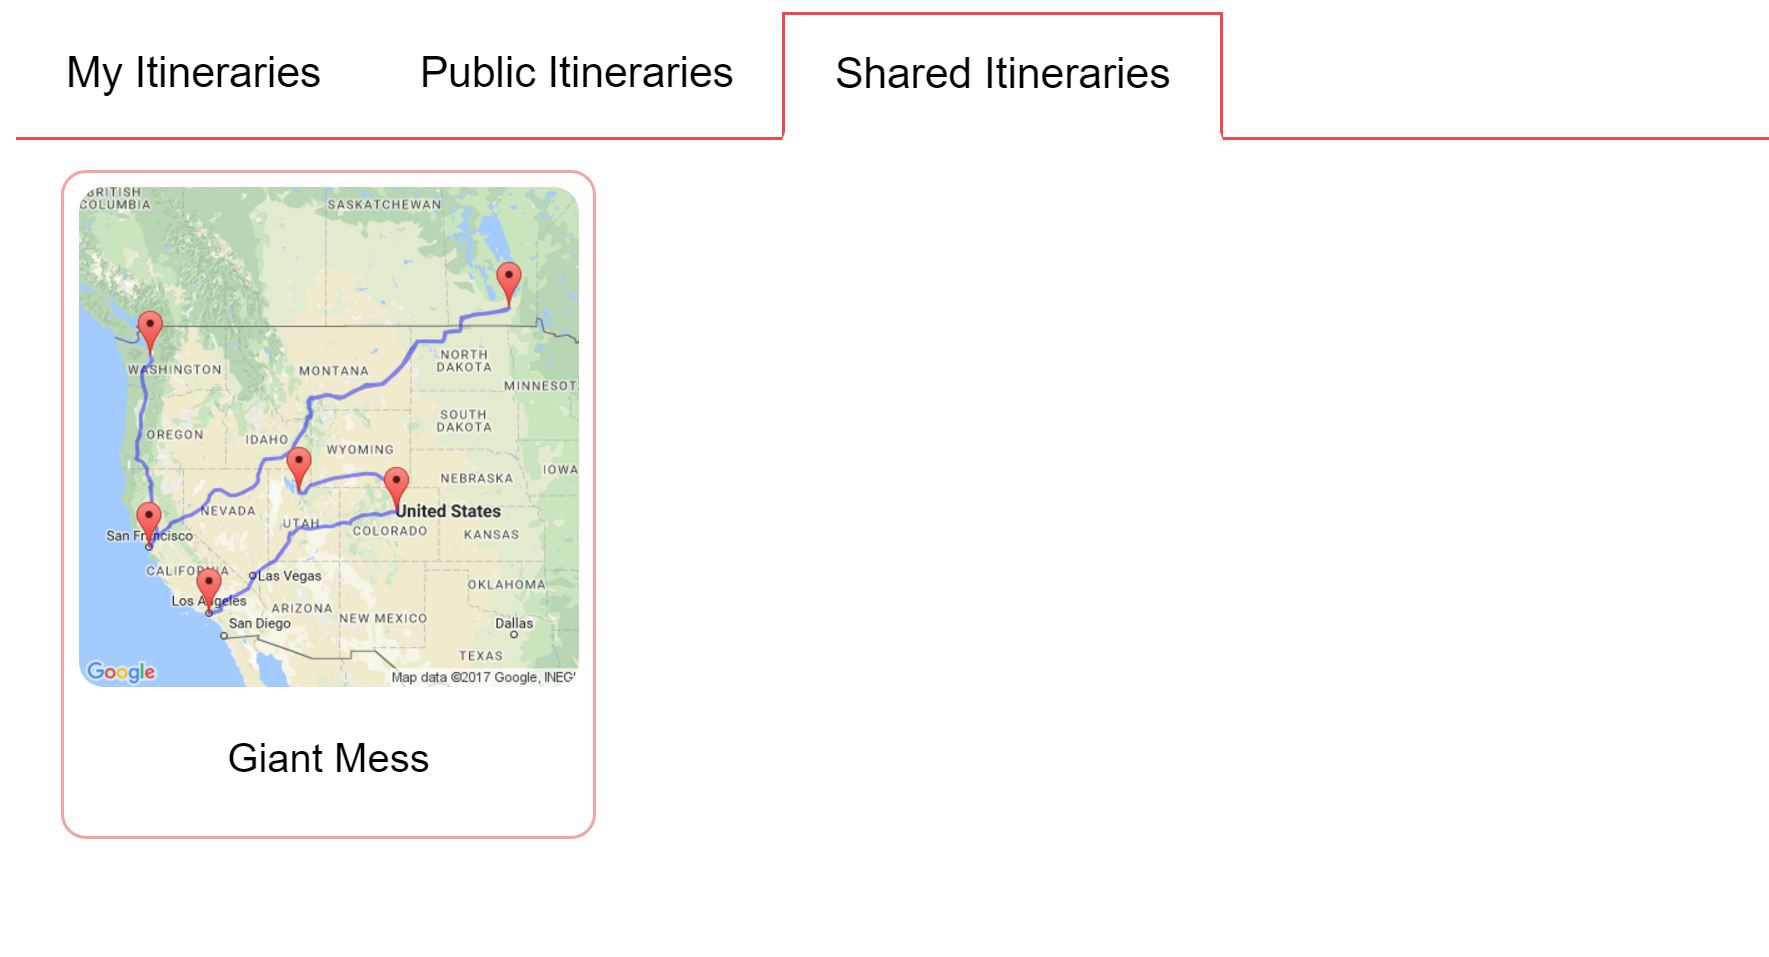 My Itineraries
Public Itineraries
Shared Itineraries
BRITISH
COLUMBIA
SASKATCHEWAN
WASHINGTON
MONTANA
NORTH
DAKOTA
MINNESOT
OREGON
IDAHO
SOUTH
DAKOTA
WYOMING
IOWA
NEBRASKA
NEVADA
UTAH
United States
COLORADO
KANSAS
San Francisco
CALIFORNIA
Las Vegas
OKLAHOMA
Los Angeles
ARIZONA
NEW MEXICO
San Diego
Dallas
TEXAS
Google
Map data ©2017 Google, INEGI
Giant Mess